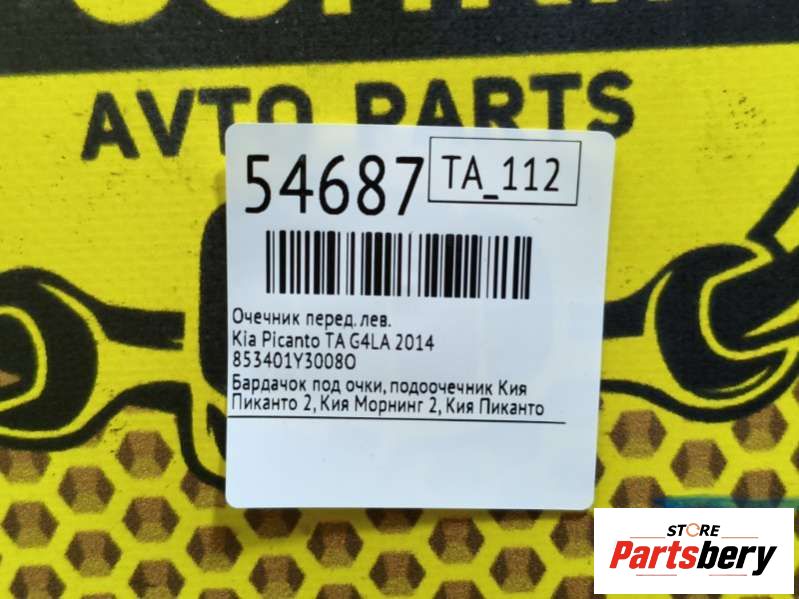 AVTO PARTS
54687
TA_112
Очечник перед. лев.
Kia Picanto TA G4LA 2014
853401Y30080
Бардачок под очки, подоочечник Кия
Пиканто 2, Кия Морнинг 2, Кия Пиканто
STORE
Partsbery